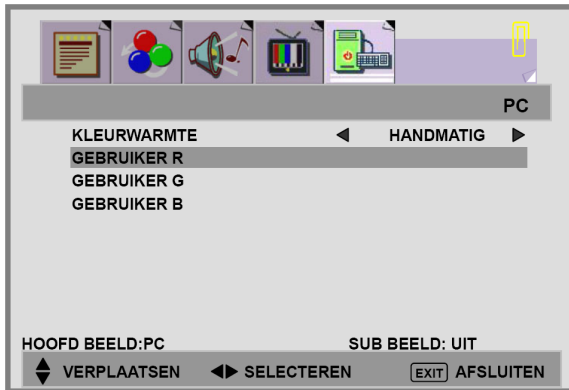 PC
KLEURWARMTE HANDMATIG
GEBRUIKER R
GEBRUIKER G
GEBRUIKER B
HOOFD BEELD:PC SUB BEELD: UIT
VERPLAATSEN SELECTEREN EXIT AFSLUITEN